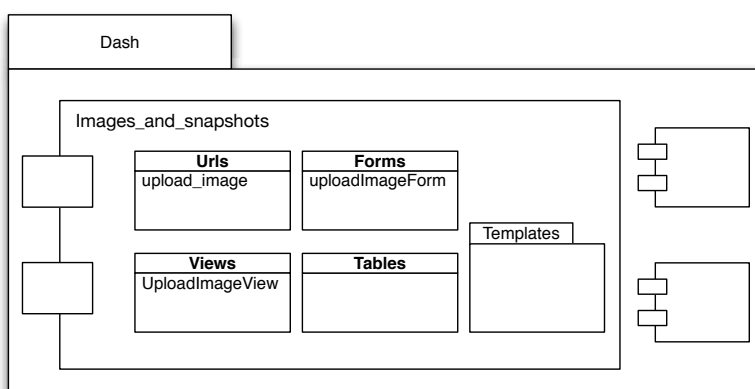 Dash
Images_and_snapshots
Urls
upload_image
Forms
uploadImageForm
Templates
Views
UploadImageView
Tables